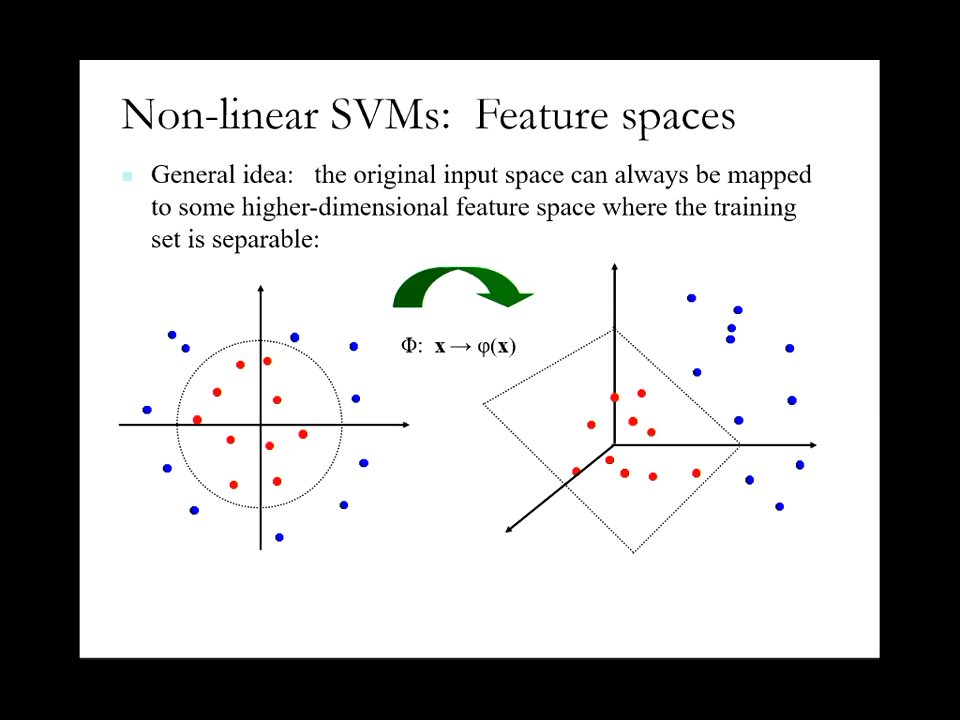 Non-linear SVMs: Feature spaces
General idea: the original input space can always be mapped
to some higher-dimensional feature space where the training
set is separable:
Φ: x → φ(x)